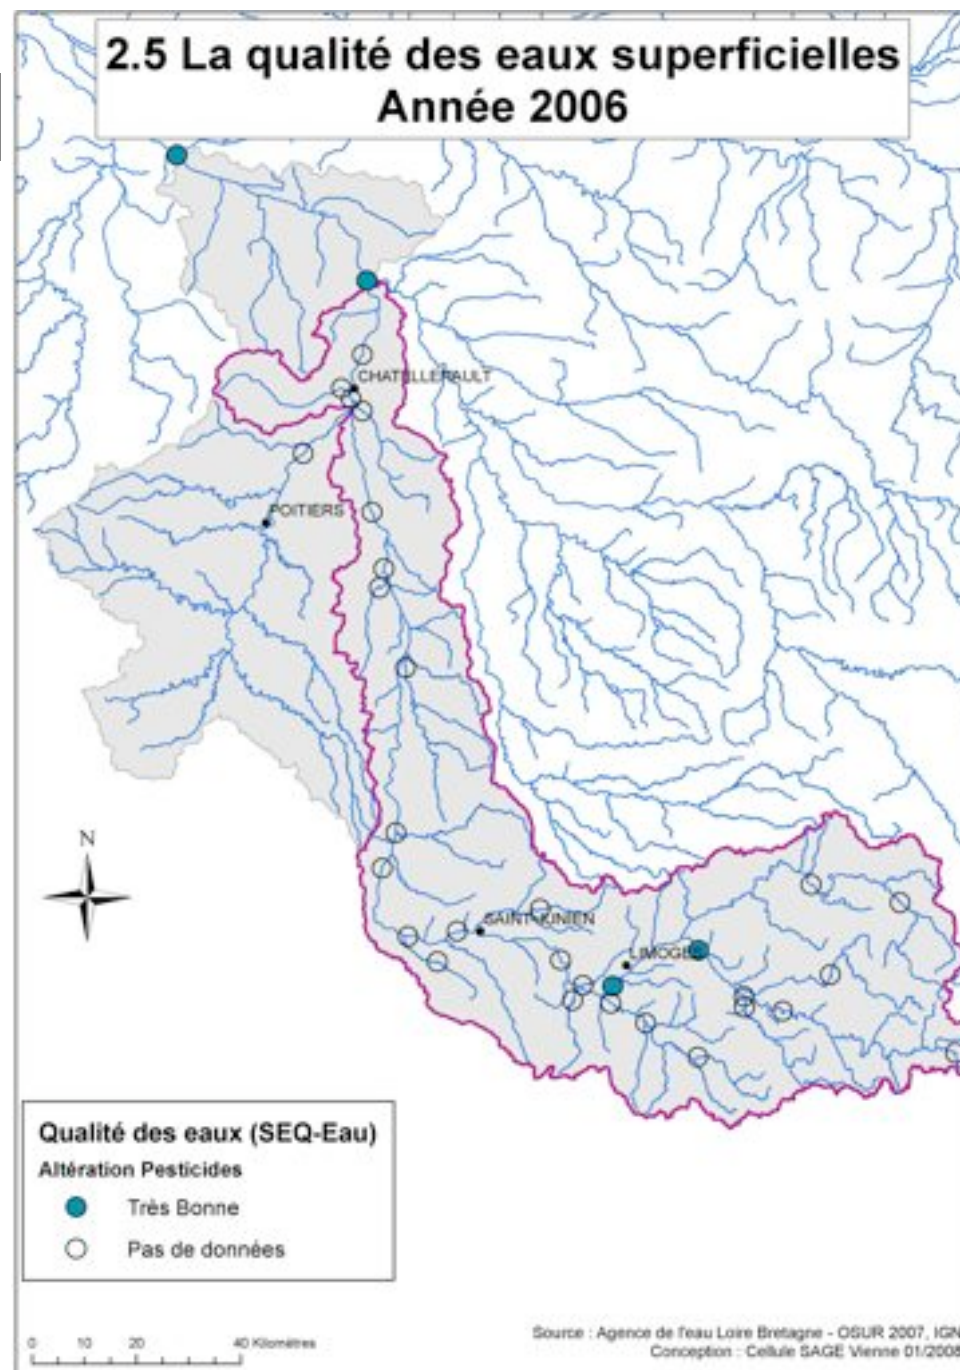 2.5 La qualité des eaux superficielles
Année 2006
CHATELLERAULT
POITIERS
SAINT-JUNIEN
LIMOGES
N
Qualité des eaux (SEQ-Eau)
Altération Pesticides
Très Bonne
Pas de données
0 10 20 40 Kilomètres
Source : Agence de l'eau Loire Bretagne - OSUR 2007, IGN
Conception : Cellule SAGE Vienne 01/2008